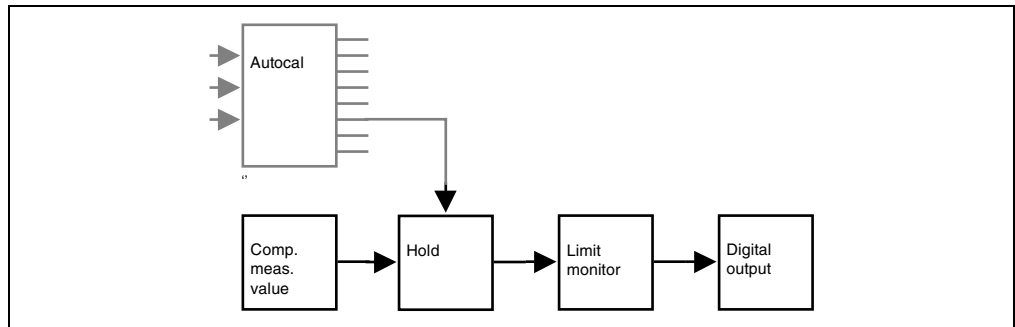 Autocal
‘’
Comp.
meas.
value
Hold
Limit
monitor
Digital
output